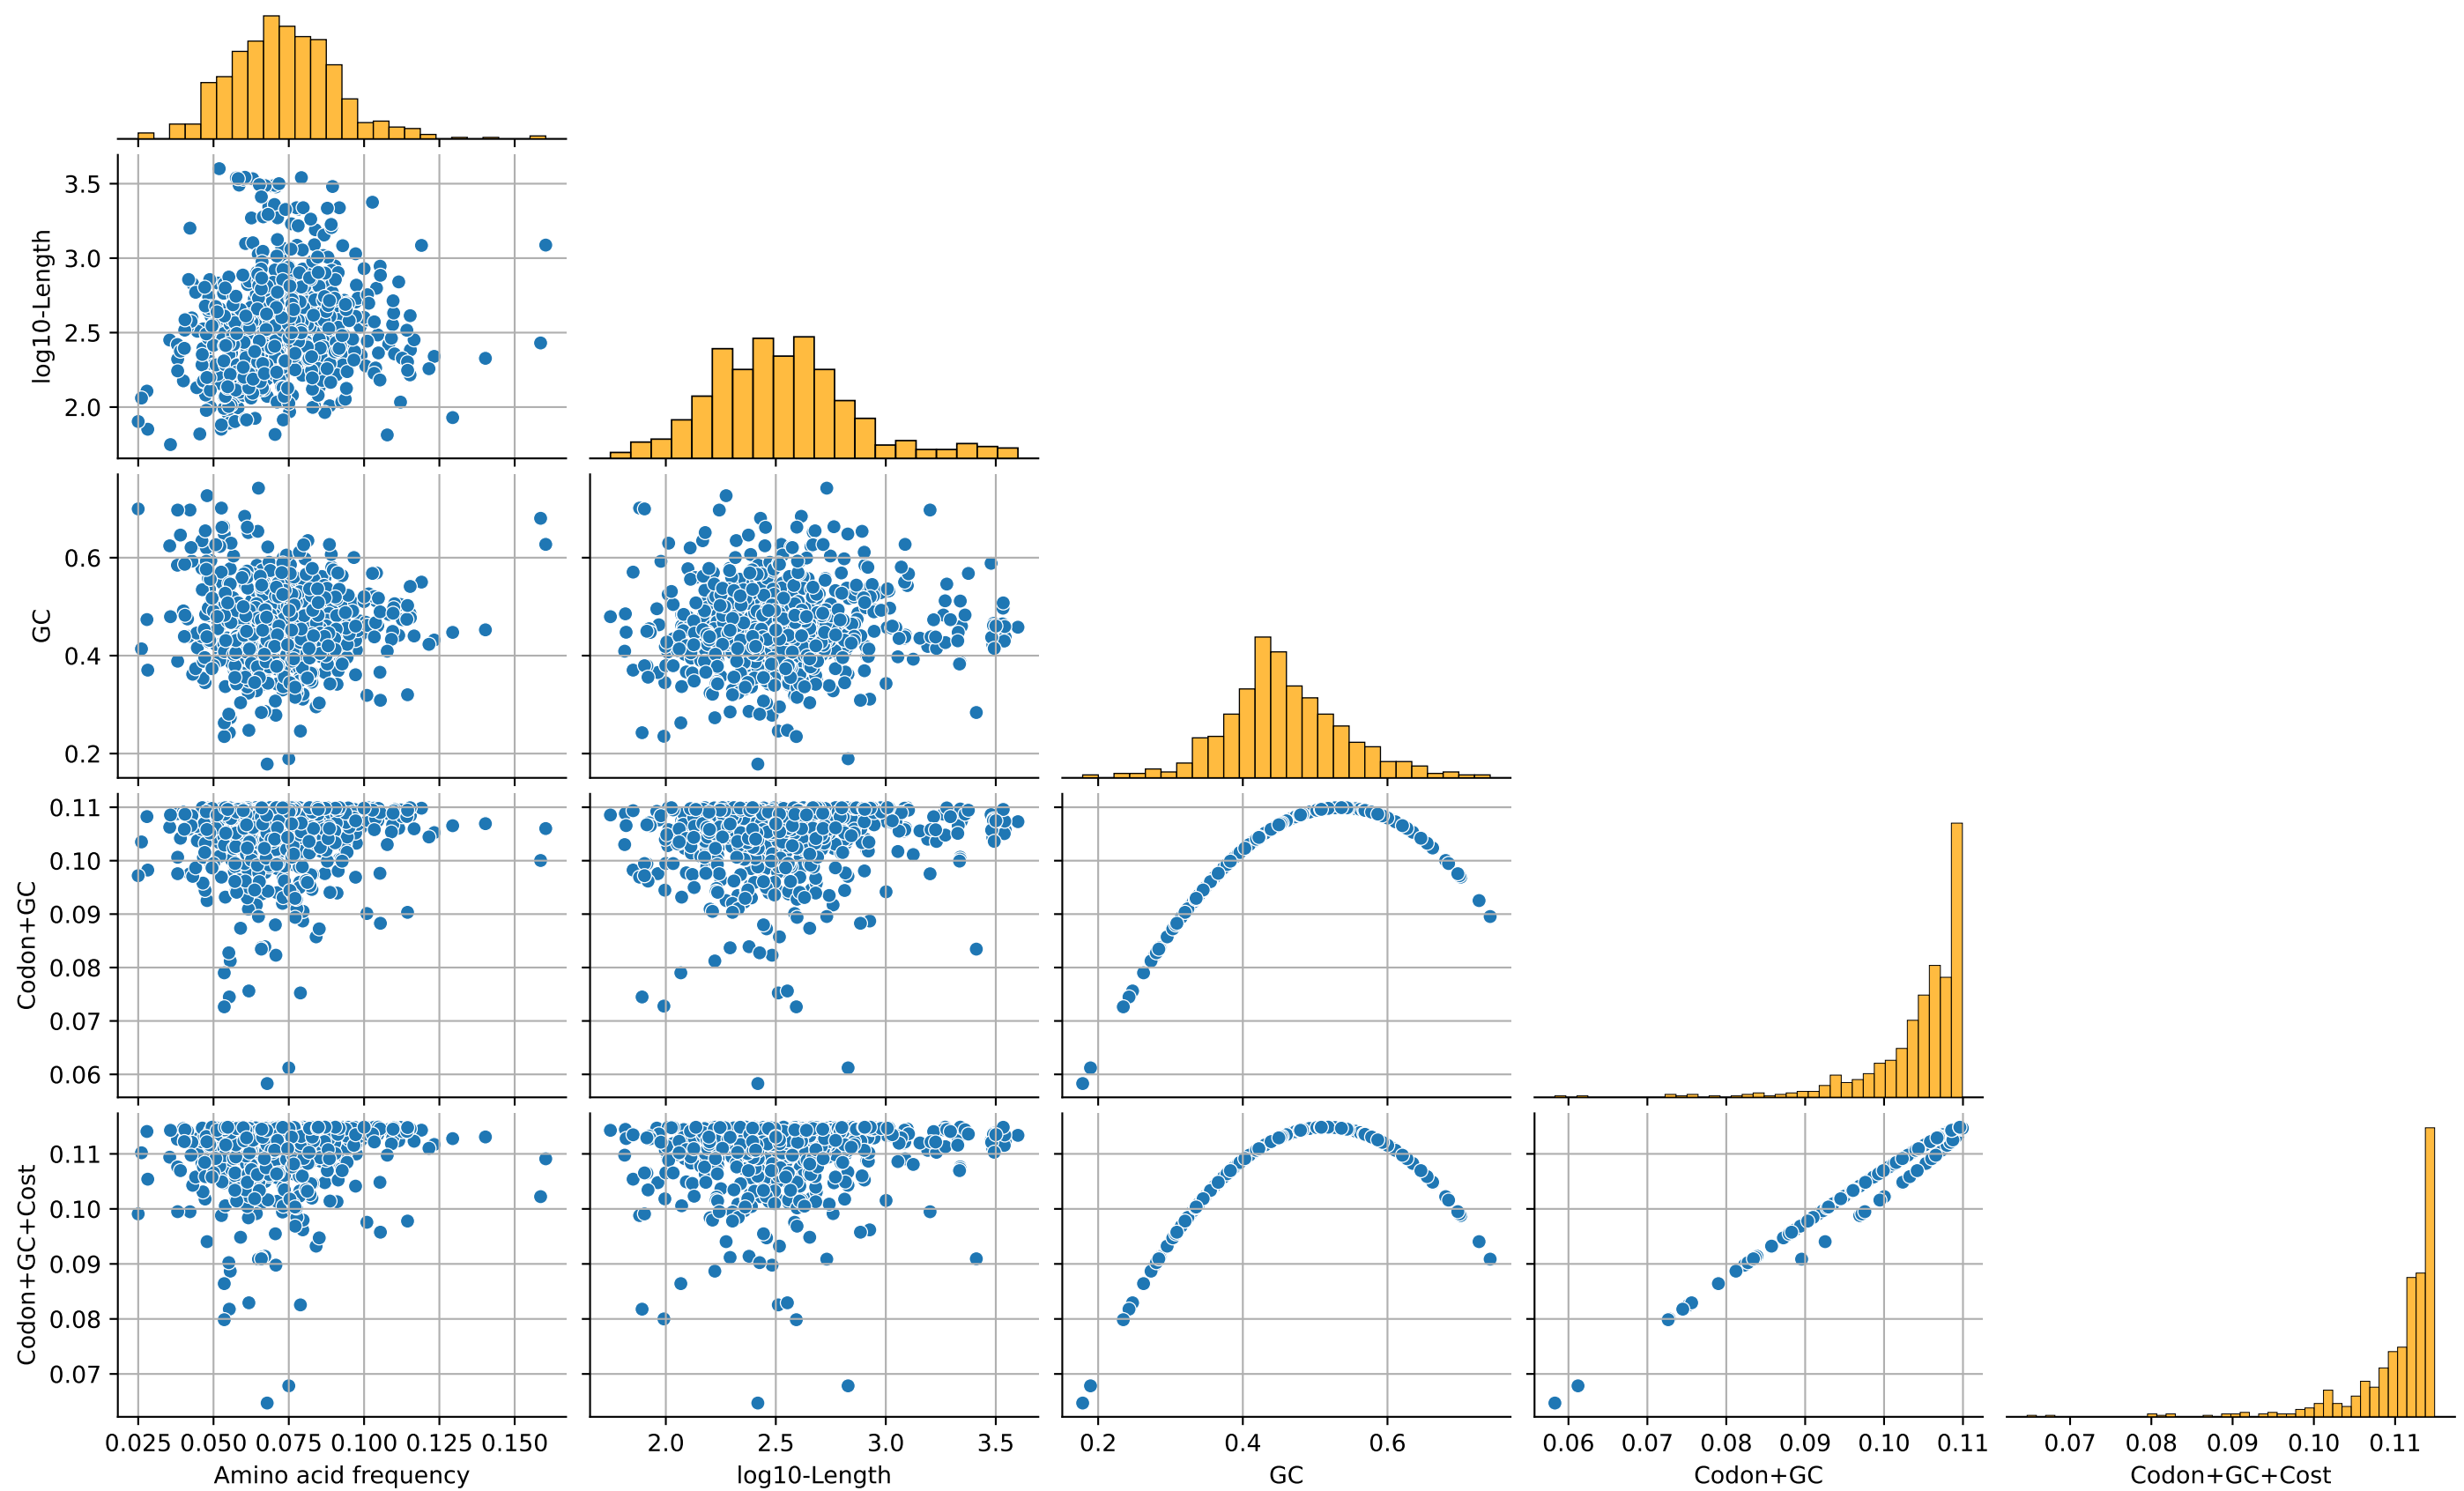 3.5
3.0
2.5
2.0
log10-Length
0.6
0.4
0.2
GC
0.11
0.10
0.09
0.08
0.07
0.06
Codon+GC
0.11
0.10
0.09
0.08
0.07
Codon+GC+Cost
0.025 0.050 0.075 0.100 0.125 0.150
Amino acid frequency
2.0 2.5 3.0 3.5
log10-Length
0.2 0.4 0.6
GC
0.06 0.07 0.08 0.09 0.10 0.11
Codon+GC
0.07 0.08 0.09 0.10 0.11
Codon+GC+Cost